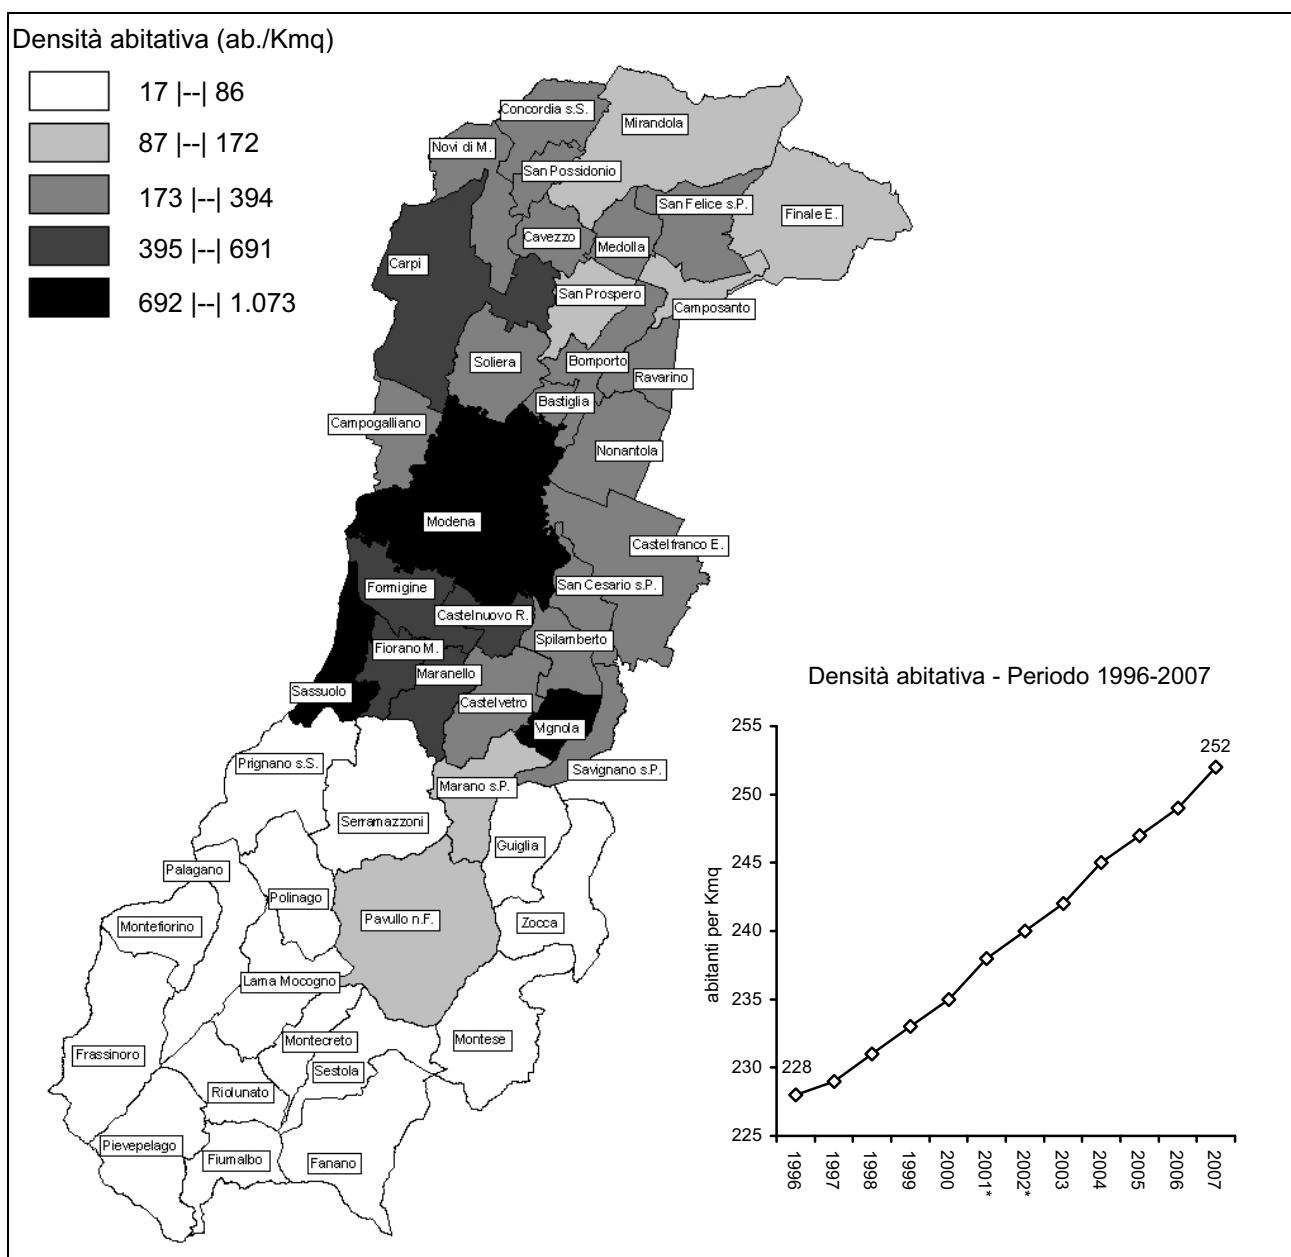 Densità abitativa (ab./Kmq)
17 |--| 86
87 |--| 172
173 |--| 394
395 |--| 691
692 |--| 1.073
Concordia s.S.
Mirandola
Novi di M.
San Possidonio
San Felice s.P.
Finale E.
Cavezzo
Medolla
Carpi
San Prospero
Camposanto
Soliera
Bomporto
Ravarino
Bastiglia
Campogalliano
Nonantola
Modena
Castelfranco E.
San Cesario s.P.
Formigine
Castelnuovo R.
Spilamberto
Fiorano M.
Maranello
Sassuolo
Castelvetro
Vignola
Savignano s.P.
Prignano s.S.
Marano s.P.
Serramazzoni
Guiglia
Palagano
Polinago
Montefiorino
Pavullo n.F.
Zocca
Lama Mocogno
Montecreto
Montese
Frassinoro
Sestola
Riolunato
Pievepelago
Fiumalbo
Fanano
Densità abitativa - Periodo 1996-2007
abitanti per Kmq
255
250
245
240
235
230
225
228
252
1996
1997
1998
1999
2000
2001*
2002*
2003
2004
2005
2006
2007